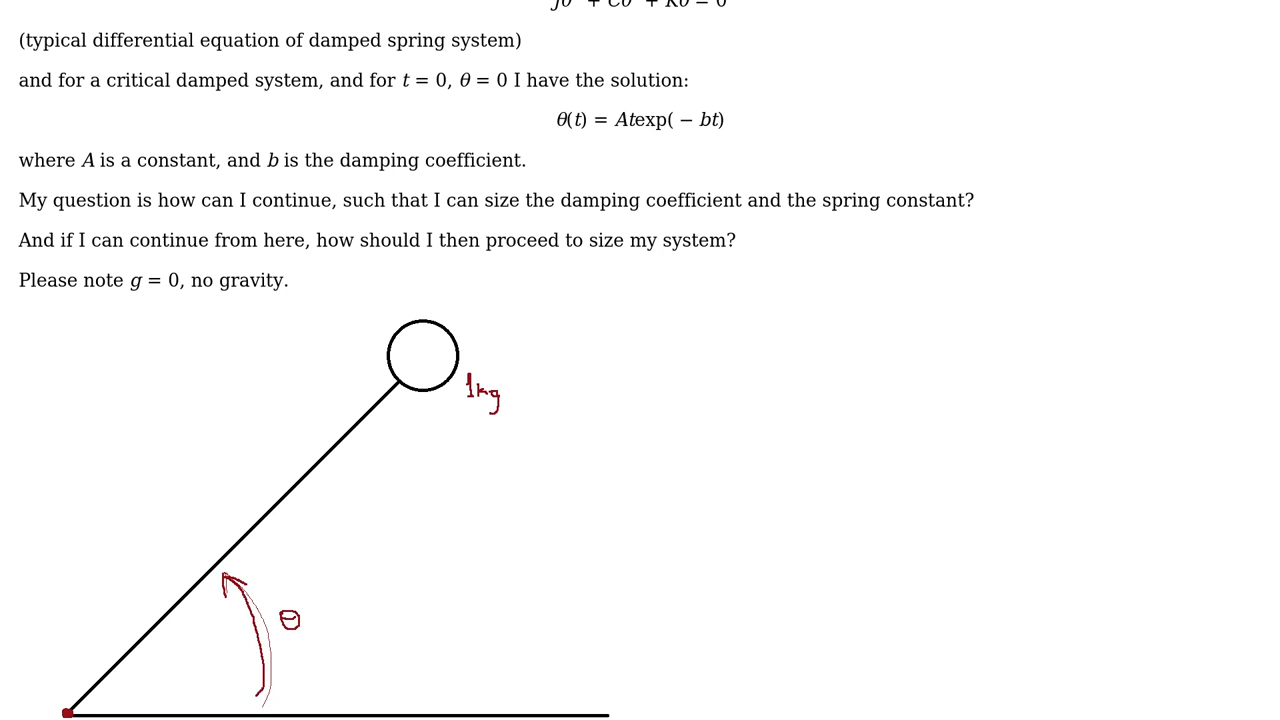 (typical differential equation of damped spring system)
and for a critical damped system, and for t = 0, θ = 0 I have the solution:
θ(t) = Atexp( − bt)
where A is a constant, and b is the damping coefficient.
My question is how can I continue, such that I can size the damping coefficient and the spring constant?
And if I can continue from here, how should I then proceed to size my system?
Please note g = 0, no gravity.
1kg
θ